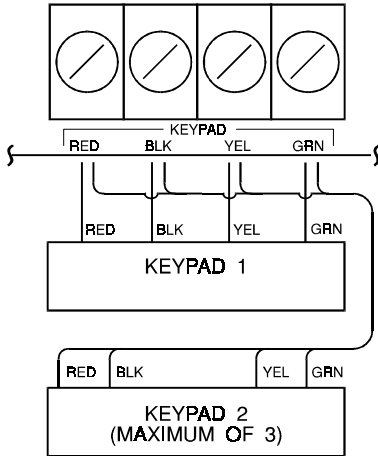 KEYPAD
RED BLK YEL GRN
RED BLK YEL GRN
KEYPAD 1
RED BLK YEL GRN
KEYPAD 2
(MAXIMUM OF 3)